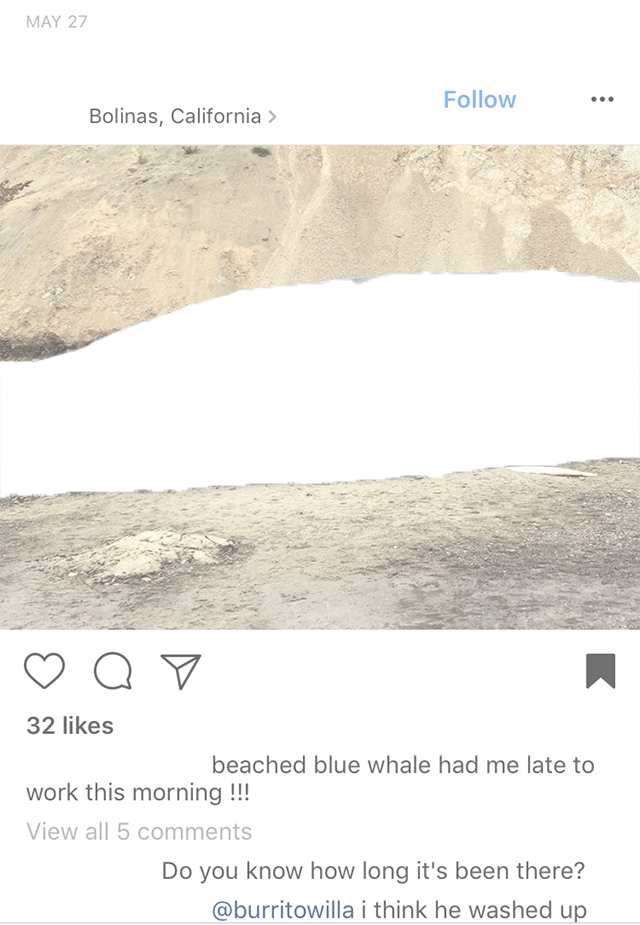 MAY 27
Follow
Bolinas, California
32 likes
beached blue whale had me late to
work this morning !!!
View all 5 comments
Do you know how long it's been there?
@burritowilla i think he washed up